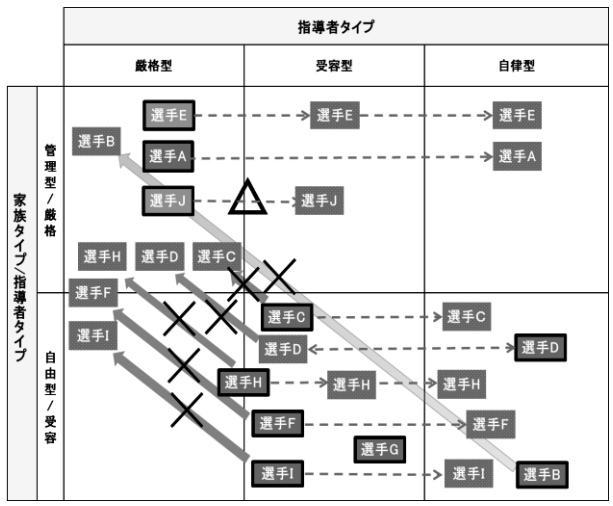 指導者タイプ
厳格型 受容型 自律型
家族タイプ/指導者タイプ
管理型/厳格
選手E 選手E 選手E
選手B
選手A 選手A
選手J 選手J
選手H 選手D 選手C
選手F
自由型/受容
選手C 選手C
選手I
選手D 選手D
選手H 選手H 選手H
選手F 選手F
選手G
選手I 選手I 選手B